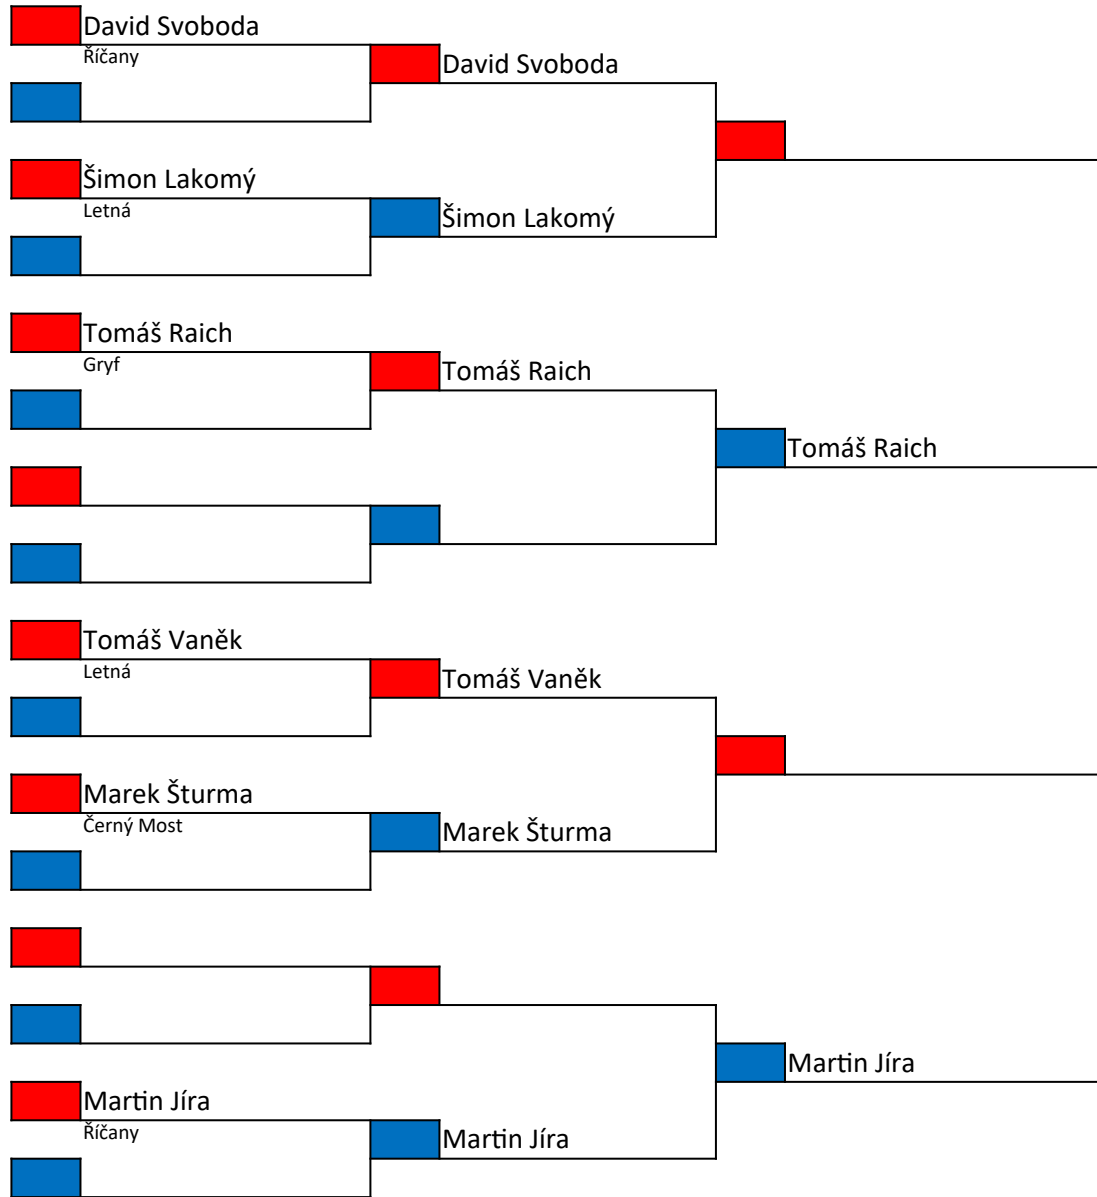 David Svoboda
Říčany
David Svoboda
Šimon Lakomý
Letná
Šimon Lakomý
Tomáš Raich
Gryf
Tomáš Raich
Tomáš Raich
Tomáš Vaněk
Letná
Tomáš Vaněk
Marek Šturma
Černý Most
Marek Šturma
Martin Jíra
Martin Jíra
Říčany
Martin Jíra